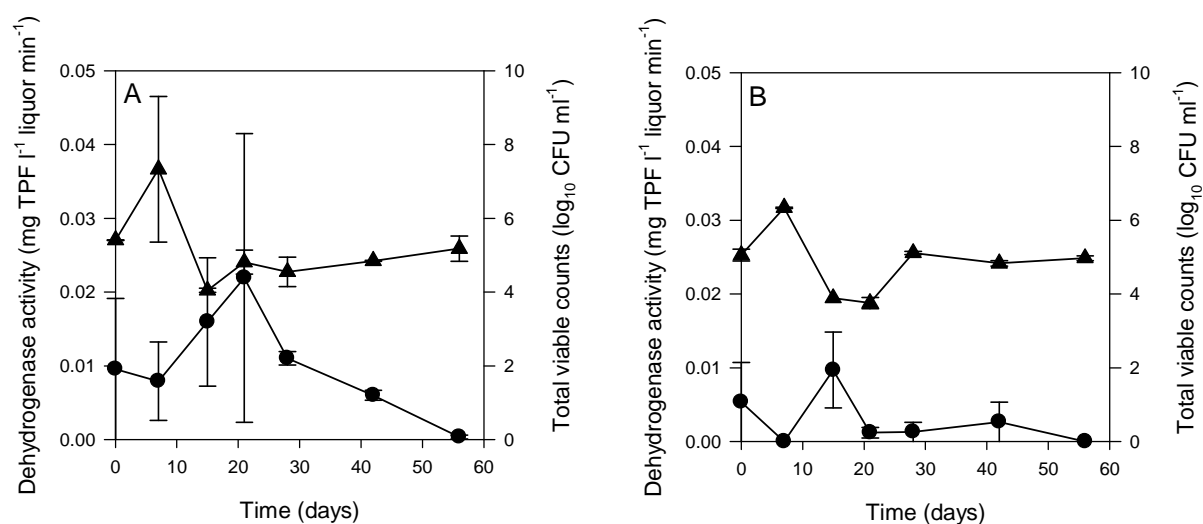 A
Dehydrogenase activity (mg TPF l⁻¹ liquor min⁻¹)
0.05
0.04
0.03
0.02
0.01
0.00
10
8
6
4
2
0
Total viable counts (log₁₀ CFU ml⁻¹)
0 10 20 30 40 50 60
Time (days)
B
Dehydrogenase activity (mg TPF l⁻¹ liquor min⁻¹)
0.05
0.04
0.03
0.02
0.01
0.00
10
8
6
4
2
0
Total viable counts (log₁₀ CFU ml⁻¹)
0 10 20 30 40 50 60
Time (days)